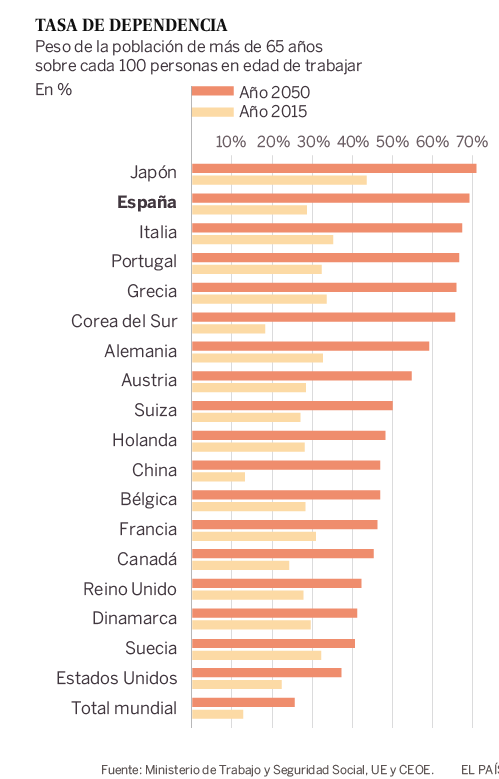 TASA DE DEPENDENCIA
Peso de la población de más de 65 años
sobre cada 100 personas en edad de trabajar
En %
Año 2050
Año 2015
10% 20% 30% 40% 50% 60% 70%
Japón
España
Italia
Portugal
Grecia
Corea del Sur
Alemania
Austria
Suiza
Holanda
China
Bélgica
Francia
Canadá
Reino Unido
Dinamarca
Suecia
Estados Unidos
Total mundial
Fuente: Ministerio de Trabajo y Seguridad Social, UE y CEOE. EL PAÍ